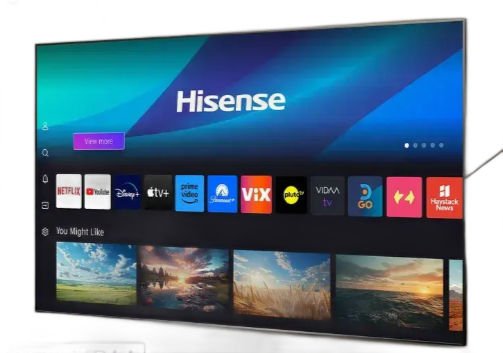 Hisense
View more
NETFLIX
YouTube
Disney+
tv+
prime
video
Paramount+
ViX
pluto tv
VIDAA
tv
GO
Haystack
News
You Might Like